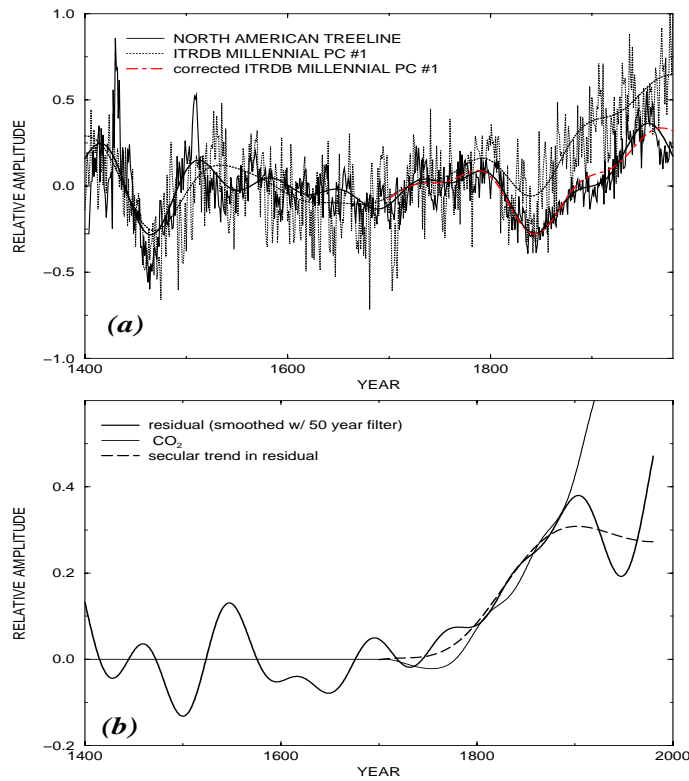 1.0
NORTH AMERICAN TREELINE
ITRDB MILLENNIAL PC #1
corrected ITRDB MILLENNIAL PC #1
0.5
0.0
−0.5
−1.0
RELATIVE AMPLITUDE
(a)
1400
1600
1800
YEAR
residual (smoothed w/ 50 year filter)
CO₂
secular trend in residual
0.4
0.2
0.0
−0.2
RELATIVE AMPLITUDE
(b)
1400
1600
1800
2000
YEAR